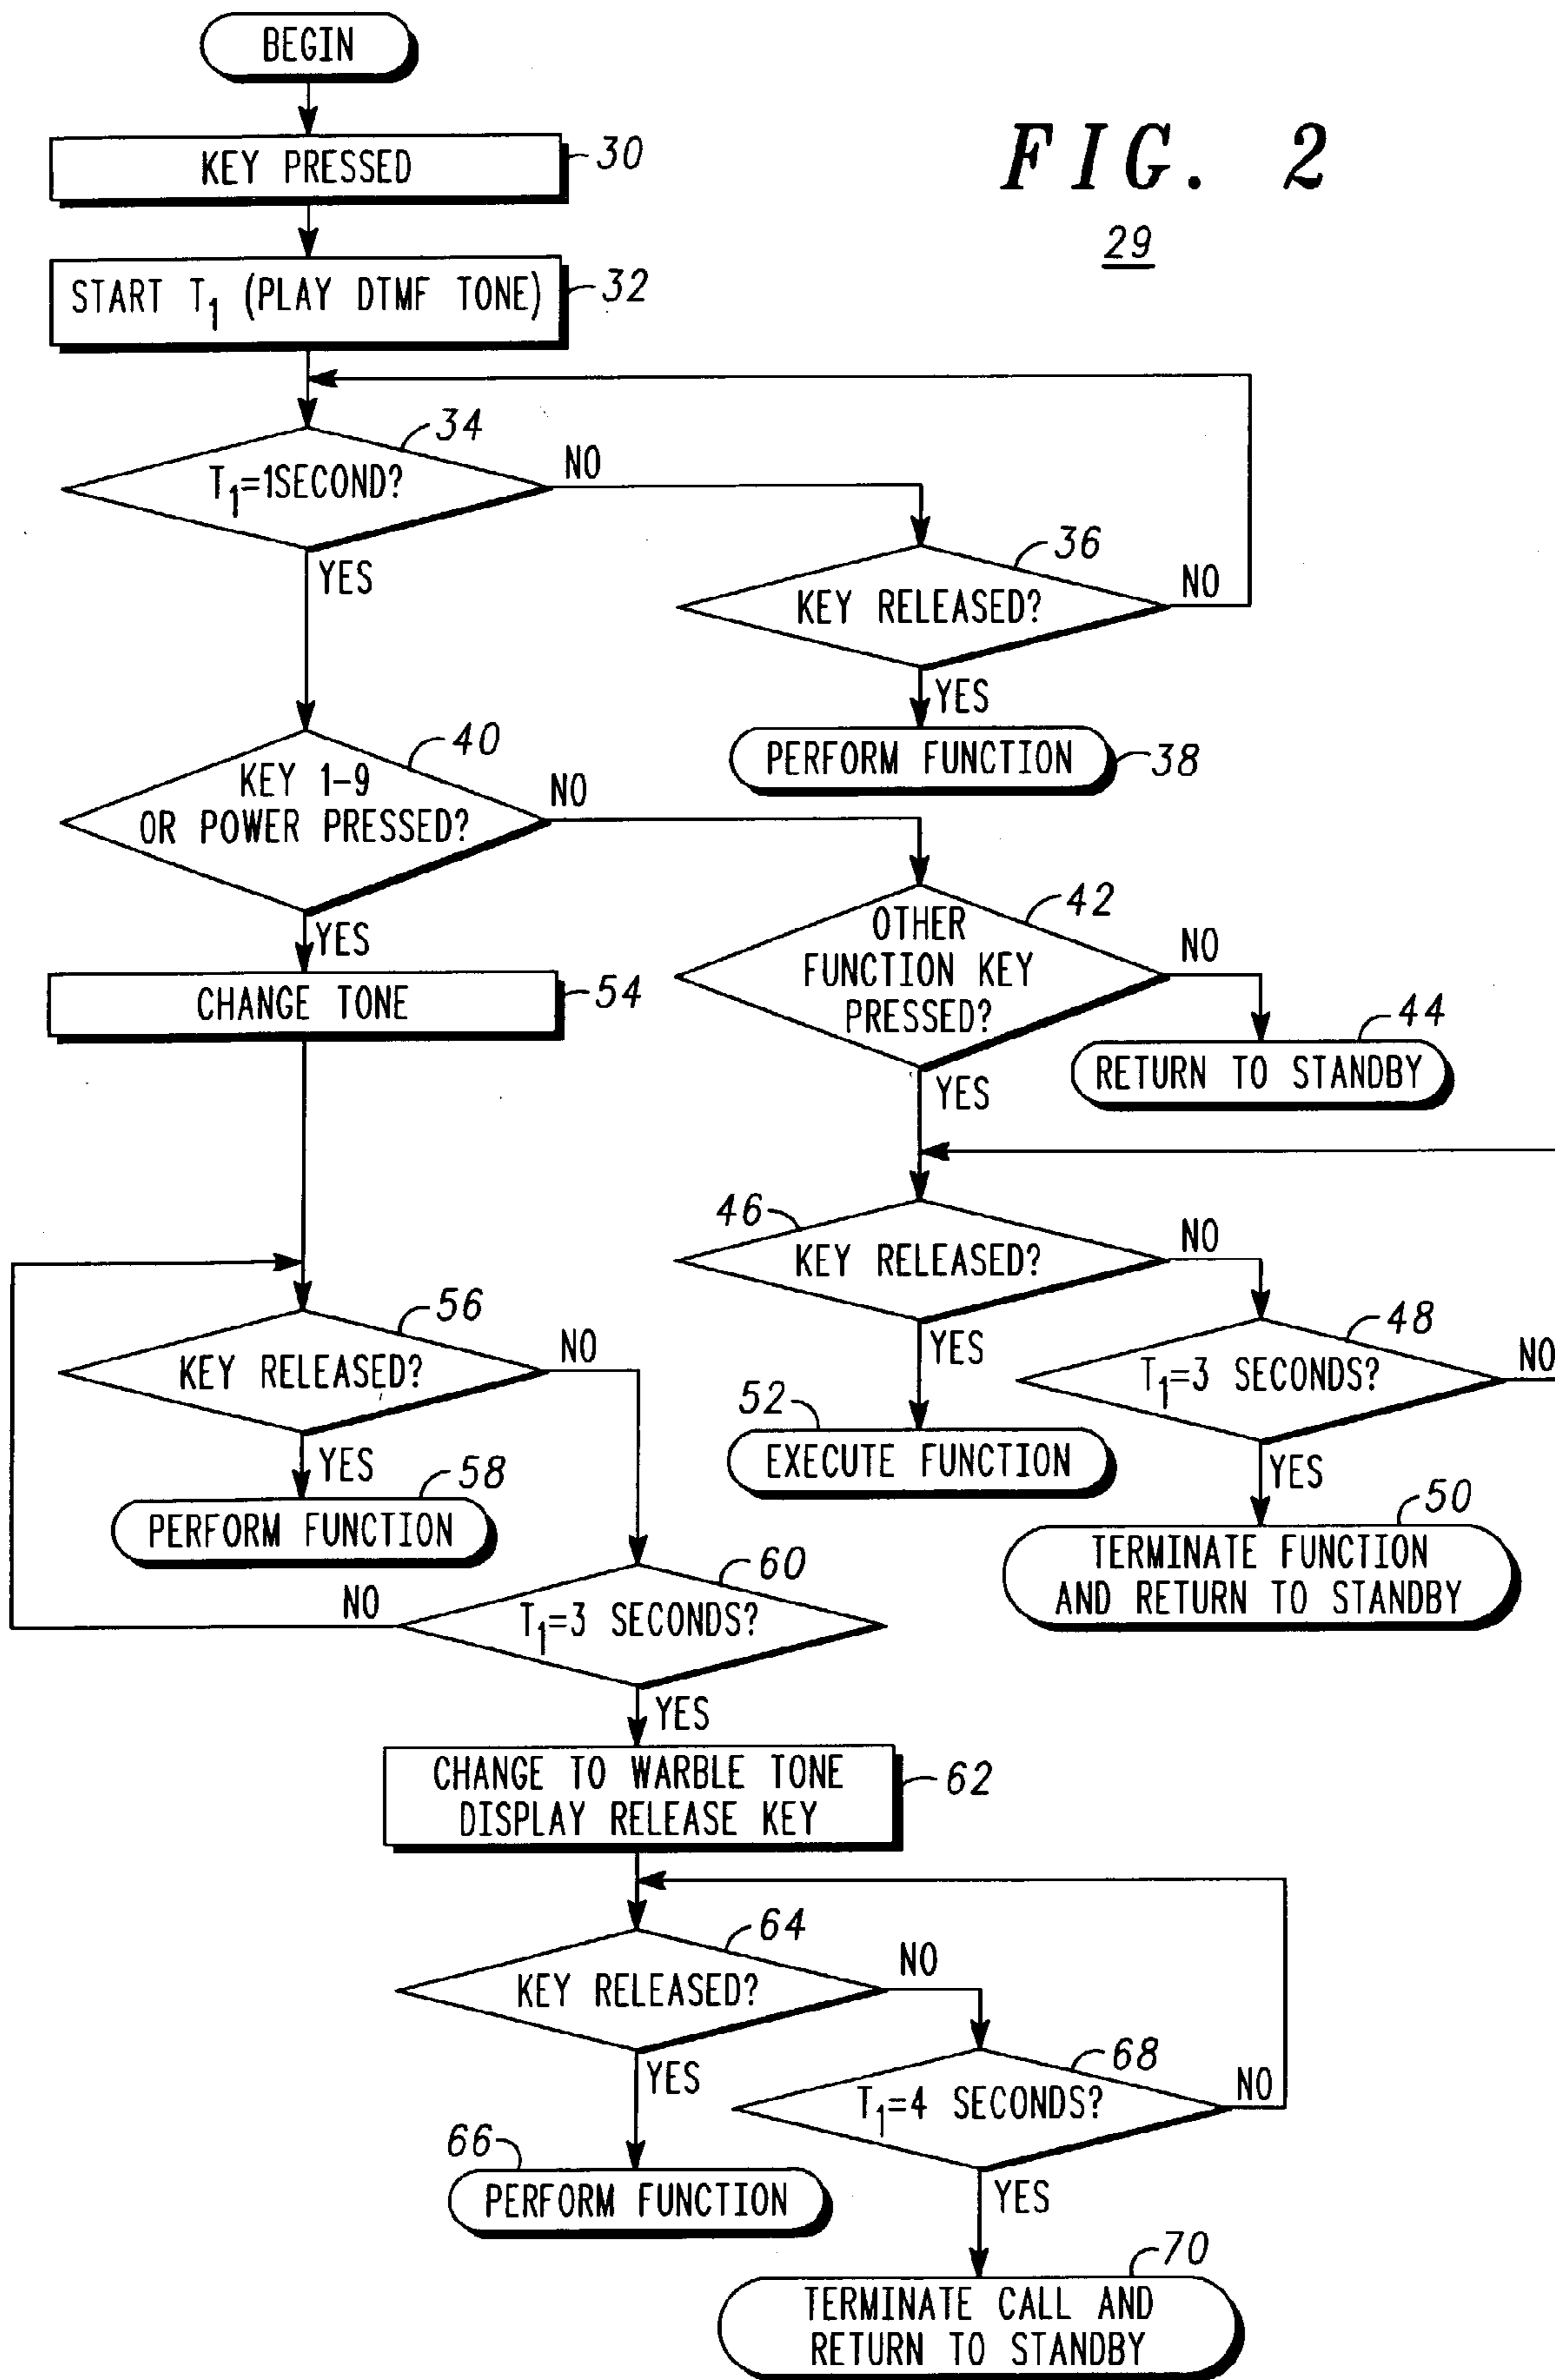 BEGIN
FIG. 2
29
KEY PRESSED
30
START T1 (PLAY DTMF TONE)
32
34
T1=1SECOND?
NO
YES
36
KEY RELEASED?
NO
YES
PERFORM FUNCTION
38
40
KEY 1-9
OR POWER PRESSED?
NO
YES
42
OTHER
FUNCTION KEY
PRESSED?
NO
YES
44
RETURN TO STANDBY
CHANGE TONE
54
46
KEY RELEASED?
NO
YES
48
T1=3 SECONDS?
NO
YES
52
EXECUTE FUNCTION
50
TERMINATE FUNCTION
AND RETURN TO STANDBY
56
KEY RELEASED?
NO
YES
58
PERFORM FUNCTION
60
T1=3 SECONDS?
NO
YES
CHANGE TO WARBLE TONE
DISPLAY RELEASE KEY
62
64
KEY RELEASED?
NO
YES
68
T1=4 SECONDS?
NO
YES
66
PERFORM FUNCTION
70
TERMINATE CALL AND
RETURN TO STANDBY